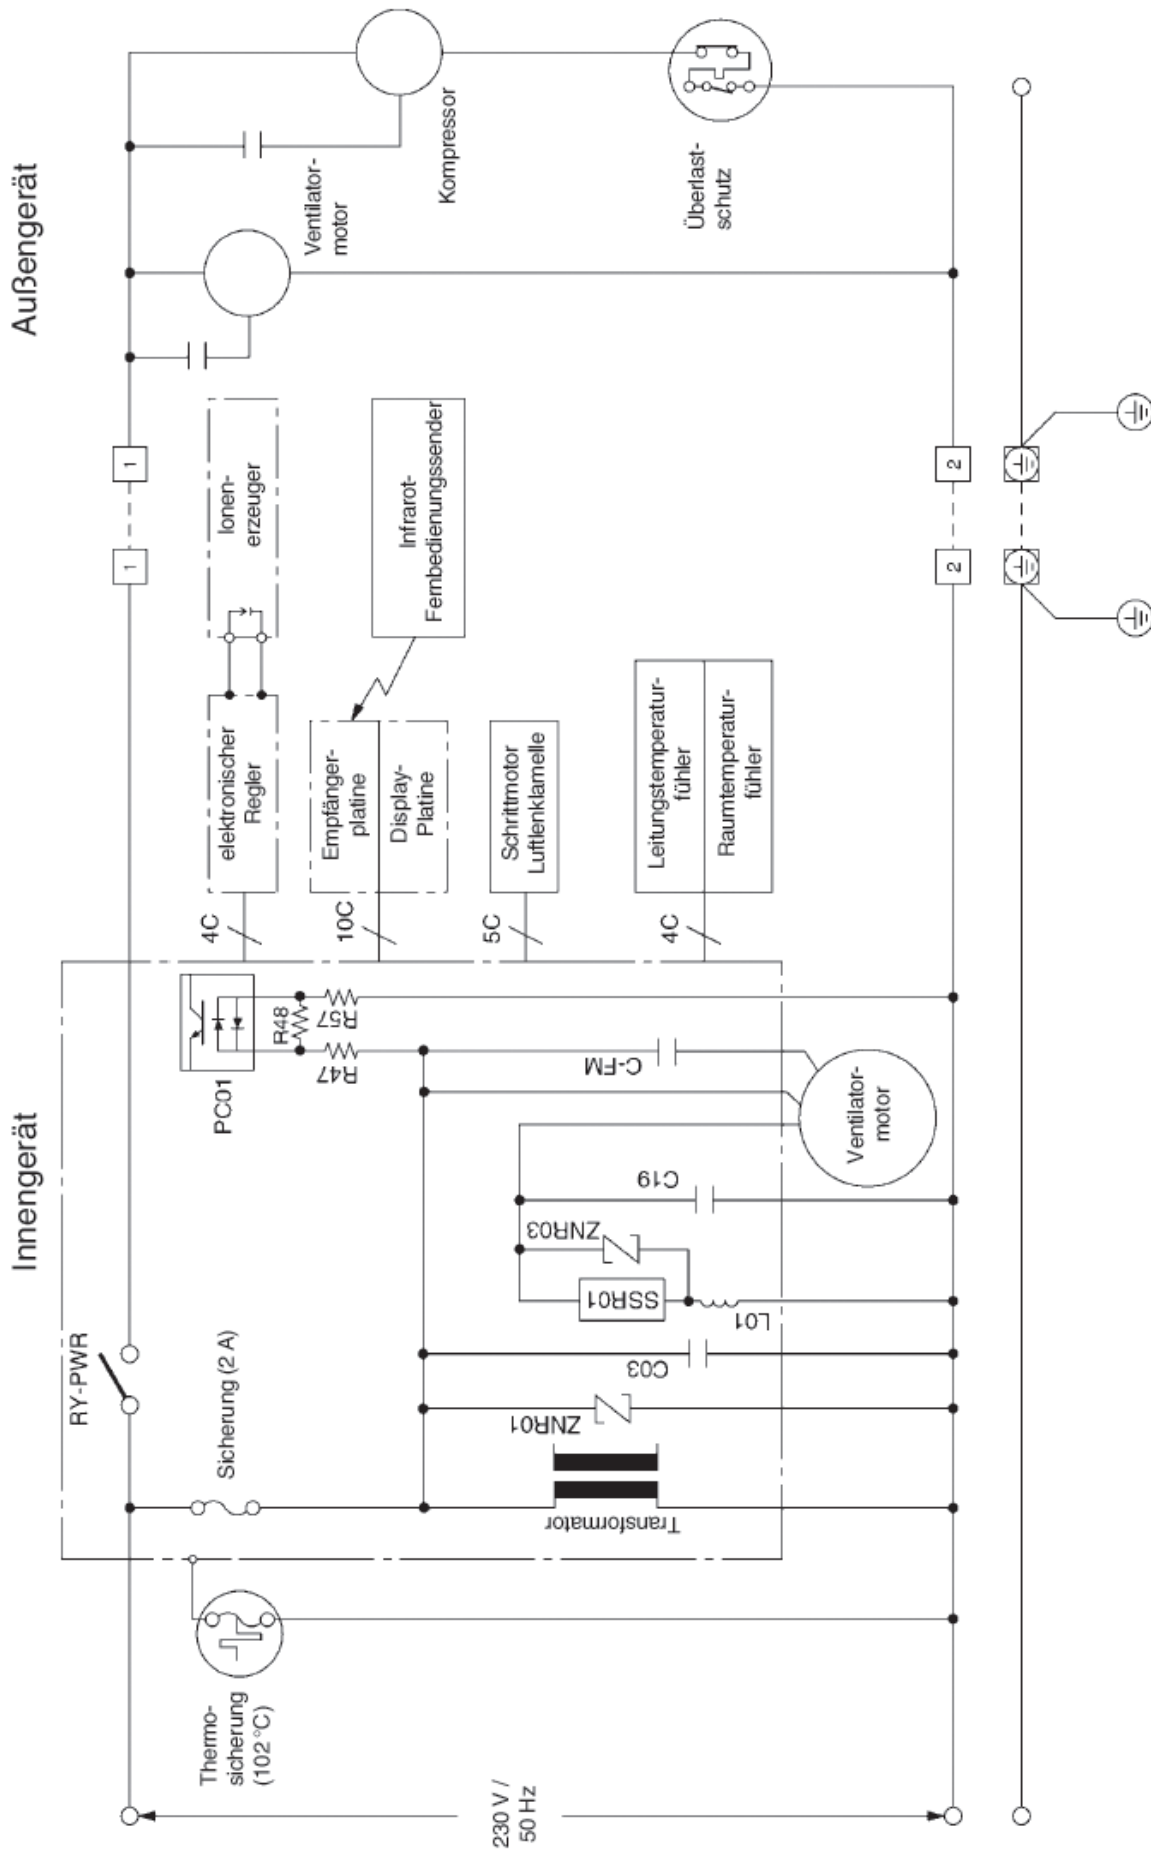 Innengerät
Außengerät
Thermo-
sicherung
(102 °C)
230 V /
50 Hz
RY-PWR
Sicherung (2 A)
Transformator
ZNR01
C03
L01
SSR01
ZNR03
C19
Ventilator-
motor
C-FM
PC01
R47
R48
R57
4C
elektronischer
Regler
Ionen-
erzeuger
10C
Empfänger-
platine
Display-
Platine
Infrarot-
Fernbedienungssender
5C
Schrittmotor
Luftlenklamelle
4C
Leitungstemperatur-
fühler
Raumtemperatur-
fühler
1
1
2
2
Ventilator-
motor
Kompressor
Überlast-
schutz